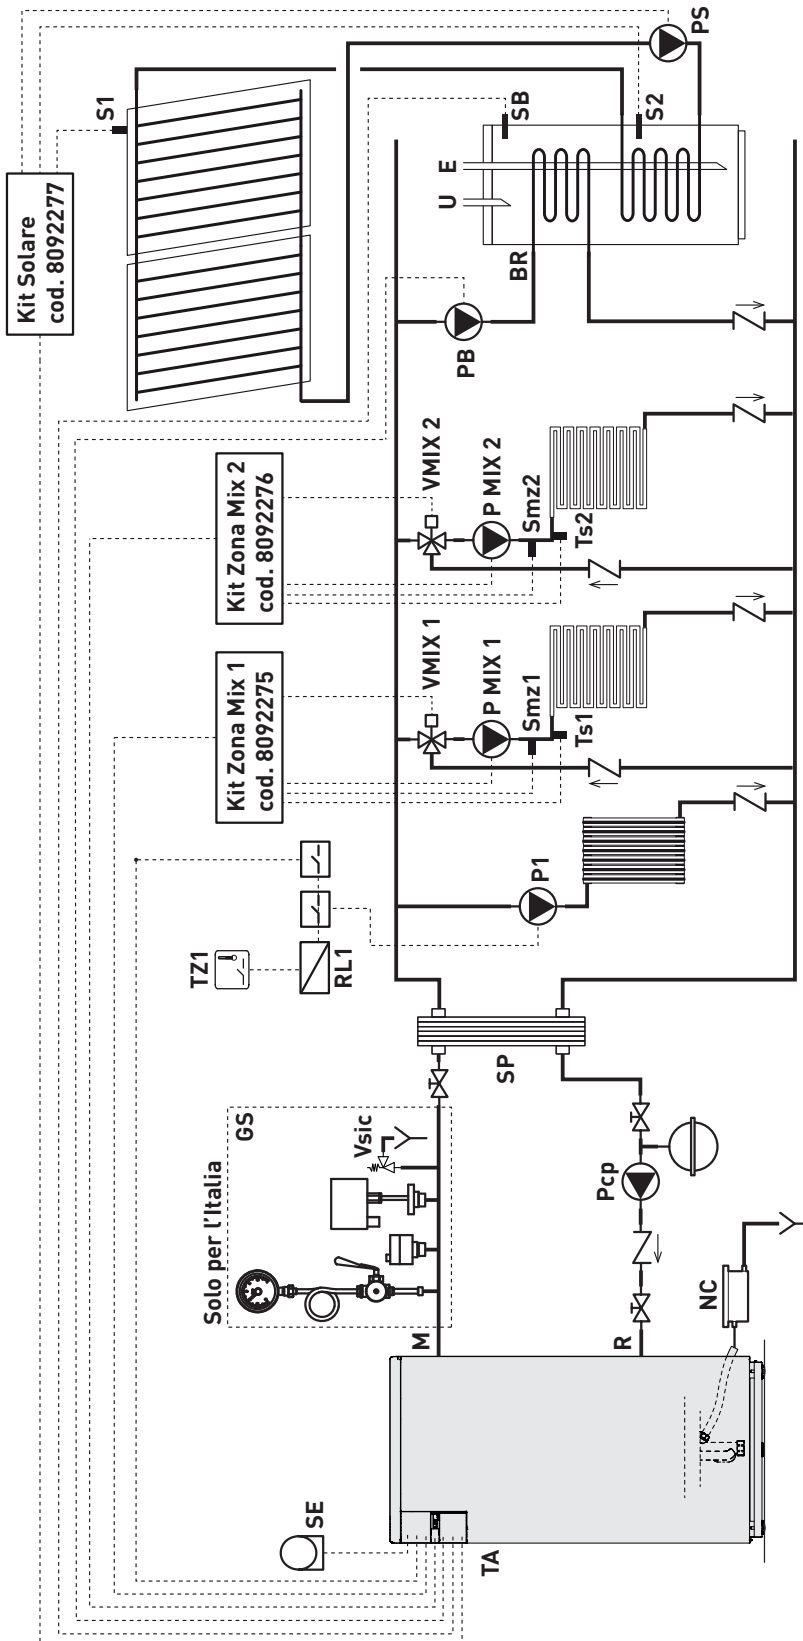 Kit Solare
cod. 8092277
S1
PS
SB
S2
E
U
BR
PB
Kit Zona Mix 2
cod. 8092276
VMIX 2
P MIX 2
Smz2
Ts2
Kit Zona Mix 1
cod. 8092275
VMIX 1
P MIX 1
Smz1
Ts1
TZ1
RL1
P1
SP
Solo per l'Italia
GS
Vsic
M
Pcp
R
NC
SE
TA